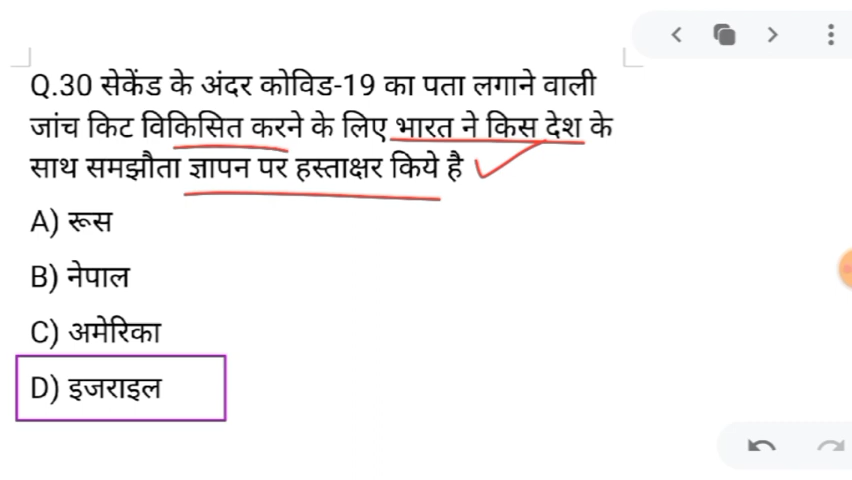 Q.30 सेकेंड के अंदर कोविड-19 का पता लगाने वाली
जांच किट विकिसित करने के लिए भारत ने किस देश के
साथ समझौता ज्ञापन पर हस्ताक्षर किये है
A) रूस
B) नेपाल
C) अमेरिका
D) इजराइल